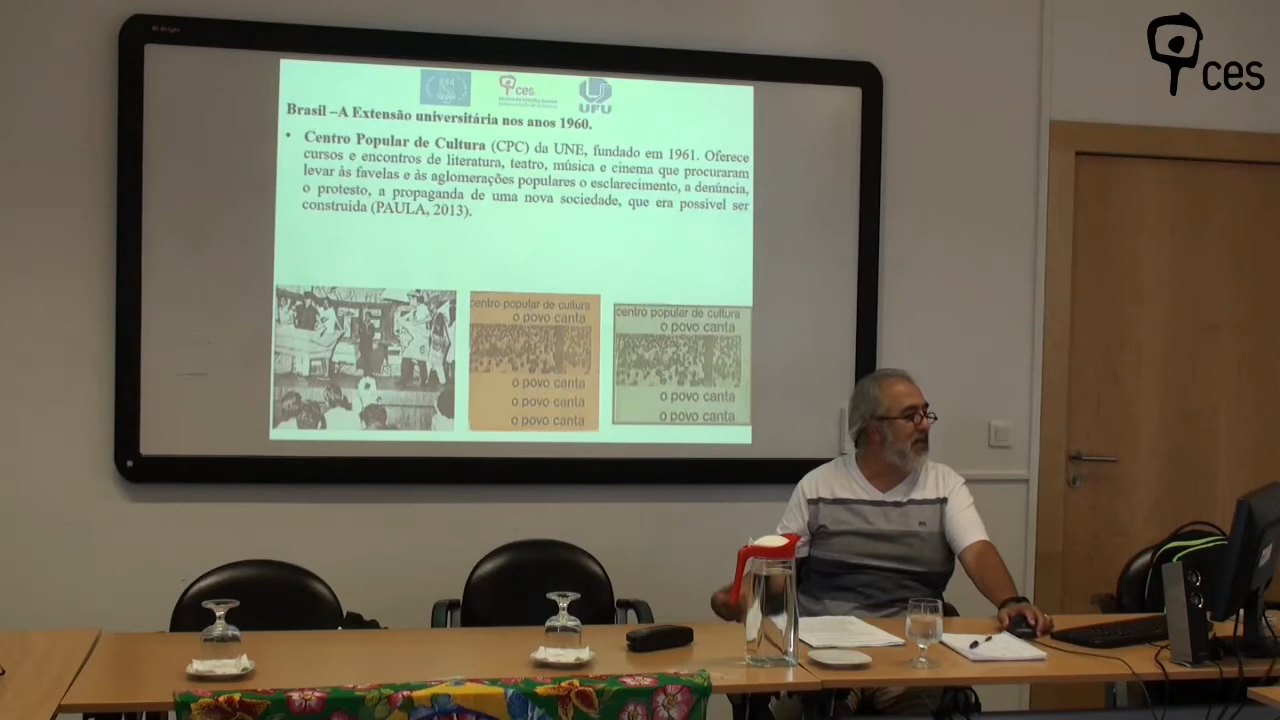 ces
ces
UFU
Brasil –A Extensão universitária nos anos 1960.
• Centro Popular de Cultura (CPC) da UNE, fundado em 1961. Oferece
cursos e encontros de literatura, teatro, música e cinema que procuraram
levar às favelas e às aglomerações populares o esclarecimento, a denúncia,
o protesto, a propaganda de uma nova sociedade, que era possível ser
construída (PAULA, 2013).
centro popular de cultura
o povo canta
o povo canta
o povo canta
o povo canta
centro popular de cultura
o povo canta
o povo canta
o povo canta